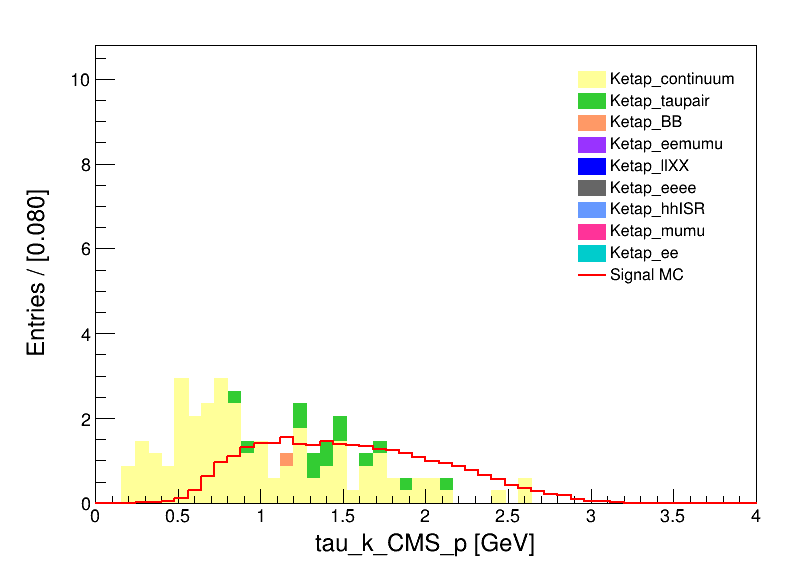 Entries / [0.080]
10
8
6
4
2
0
0 0.5 1 1.5 2 2.5 3 3.5 4
tau_k_CMS_p [GeV]
Ketap_continuum
Ketap_taupair
Ketap_BB
Ketap_eemumu
Ketap_llXX
Ketap_eeee
Ketap_hhISR
Ketap_mumu
Ketap_ee
Signal MC